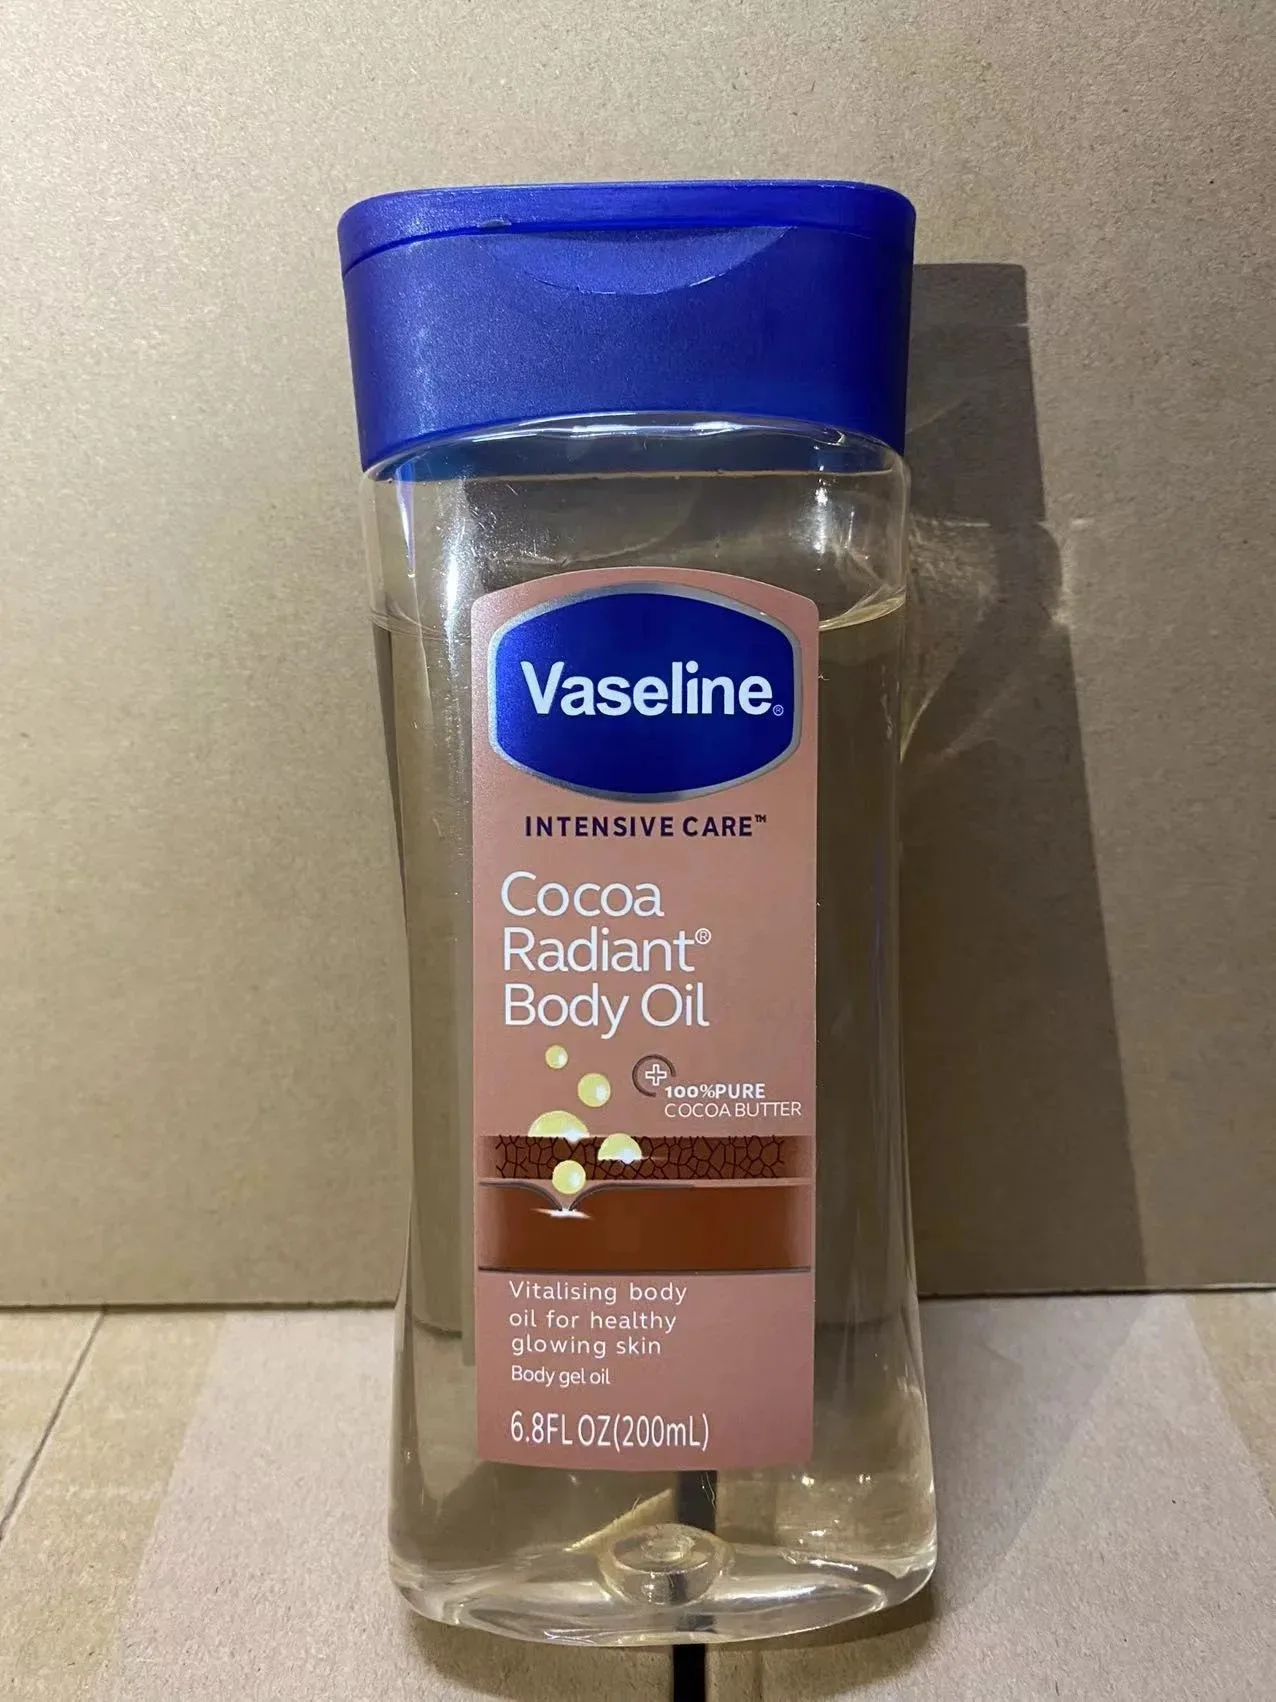 Vaseline®
INTENSIVE CARE™
Cocoa
Radiant®
Body Oil
100%PURE
COCOA BUTTER
Vitalising body
oil for healthy
glowing skin
Body gel oil
6.8FL OZ(200mL)